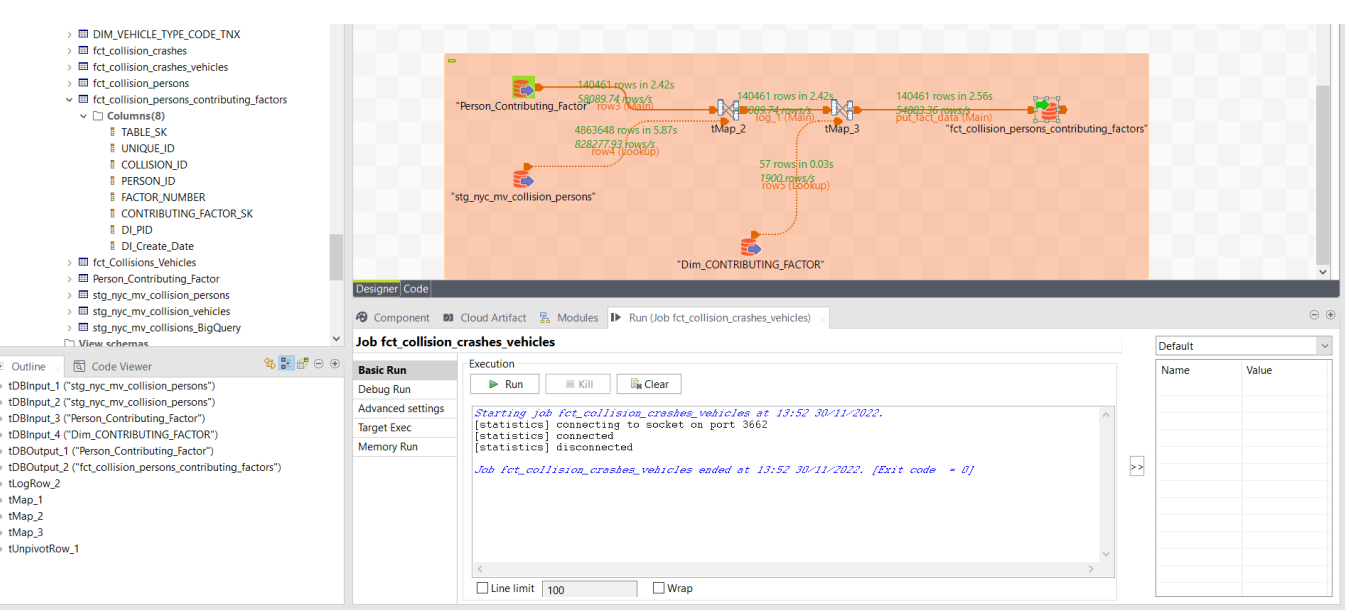 DIM_VEHICLE_TYPE_CODE_TNX
fct_collision_crashes
fct_collision_crashes_vehicles
fct_collision_persons
fct_collision_persons_contributing_factors
Columns(8)
TABLE_SK
UNIQUE_ID
COLLISION_ID
PERSON_ID
FACTOR_NUMBER
CONTRIBUTING_FACTOR_SK
DI_PID
DI_Create_Date
fct_Collisions_Vehicles
Person_Contributing_Factor
stg_nyc_mv_collision_persons
stg_nyc_mv_collision_vehicles
stg_nyc_mv_collisions_BigQuery
View schemas
140461 rows in 2.42s
58089.74 rows/s
row3 (Main)
"Person_Contributing_Factor"
4863648 rows in 5.87s
828277.93 rows/s
row4 (Lookup)
"stg_nyc_mv_collision_persons"
tMap_2
140461 rows in 2.42s
58089.74 rows/s
log_1 (Main)
tMap_3
140461 rows in 2.56s
54803.36 rows/s
put_fact_data (Main)
"fct_collision_persons_contributing_factors"
57 rows in 0.03s
1900 rows/s
row5 (Lookup)
"Dim_CONTRIBUTING_FACTOR"
Designer Code
Component Cloud Artifact Modules Run (Job fct_collision_crashes_vehicles)
Job fct_collision_crashes_vehicles
Default
Name Value
Basic Run
Debug Run
Advanced settings
Target Exec
Memory Run
Execution
Run Kill Clear
Starting job fct_collision_crashes_vehicles at 13:52 30/11/2022.
[statistics] connecting to socket on port 3662
[statistics] connected
[statistics] disconnected
Job fct_collision_crashes_vehicles ended at 13:52 30/11/2022. [Exit code = 0]
>>
Line limit 100 Wrap
Outline Code Viewer
tDBInput_1 ("stg_nyc_mv_collision_persons")
tDBInput_2 ("stg_nyc_mv_collision_persons")
tDBInput_3 ("Person_Contributing_Factor")
tDBInput_4 ("Dim_CONTRIBUTING_FACTOR")
tDBOutput_1 ("Person_Contributing_Factor")
tDBOutput_2 ("fct_collision_persons_contributing_factors")
tLogRow_2
tMap_1
tMap_2
tMap_3
tUnpivotRow_1